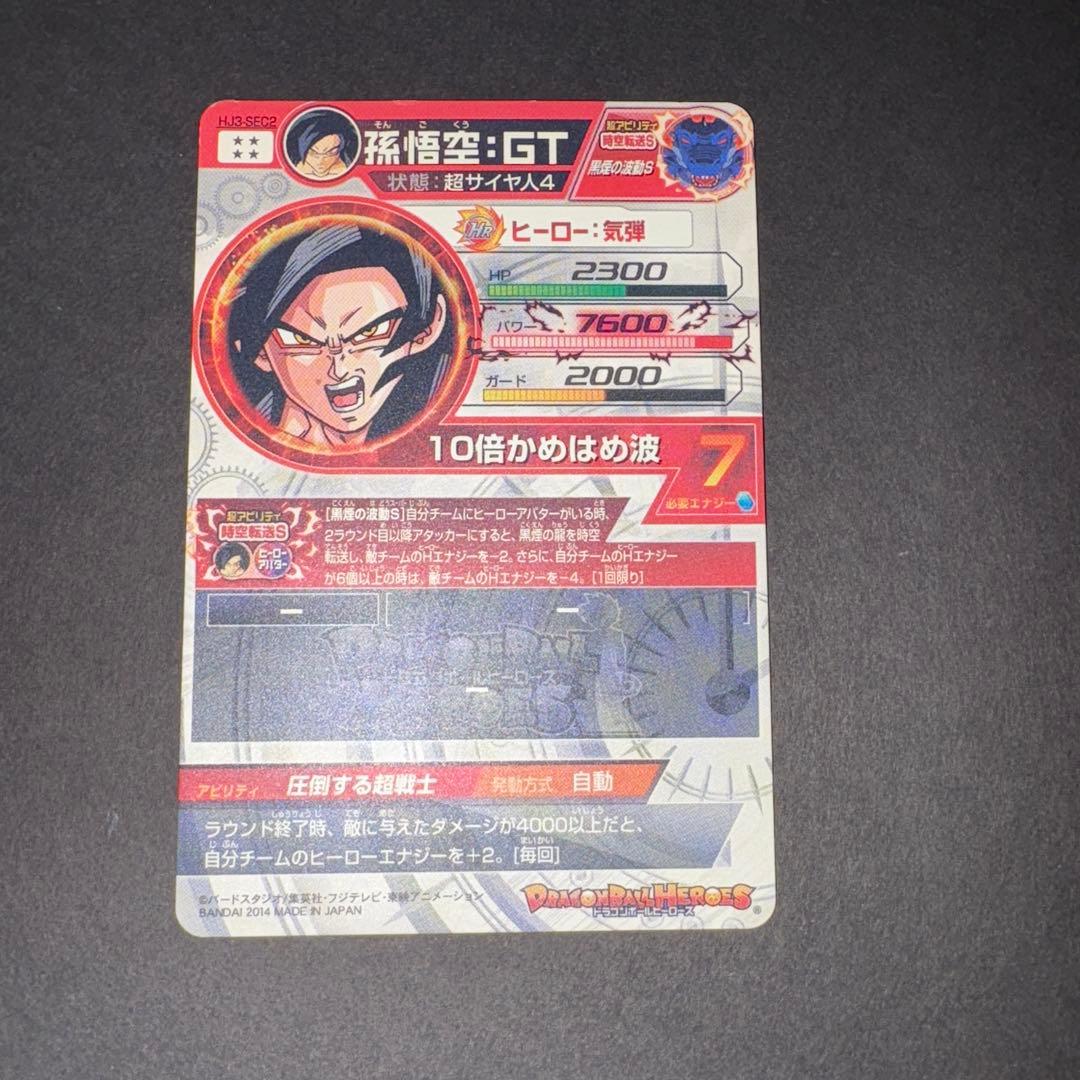 HJ3-SEC2
★★
★★
そん ご くう
孫悟空:GT
状態:超サイヤ人4
超アビリティ
時空転送S
黒煙の波動S
HR ヒーロー:気弾
HP 2300
パワー 7600
ガード 2000
10倍かめはめ波
7
必要エナジー
超アビリティ
時空転送S
ヒーロー
アバター
[黒煙の波動S]自分チームにヒーローアバターがいる時、
2ラウンド目以降アタッカーにすると、黒煙の龍を時空
転送し、敵チームのHエナジーを−2。さらに、自分チームのHエナジー
が6個以上の時は、敵チームのHエナジーを−4。[1回限り]
ー ー
ー
アビリティ 圧倒する超戦士 発動方式 自動
ラウンド終了時、敵に与えたダメージが4000以上だと、
自分チームのヒーローエナジーを+2。[毎回]
©バードスタジオ/集英社・フジテレビ・東映アニメーション
BANDAI 2014 MADE IN JAPAN
DRAGONBALL HEROES
ドラゴンボールヒーローズ
®